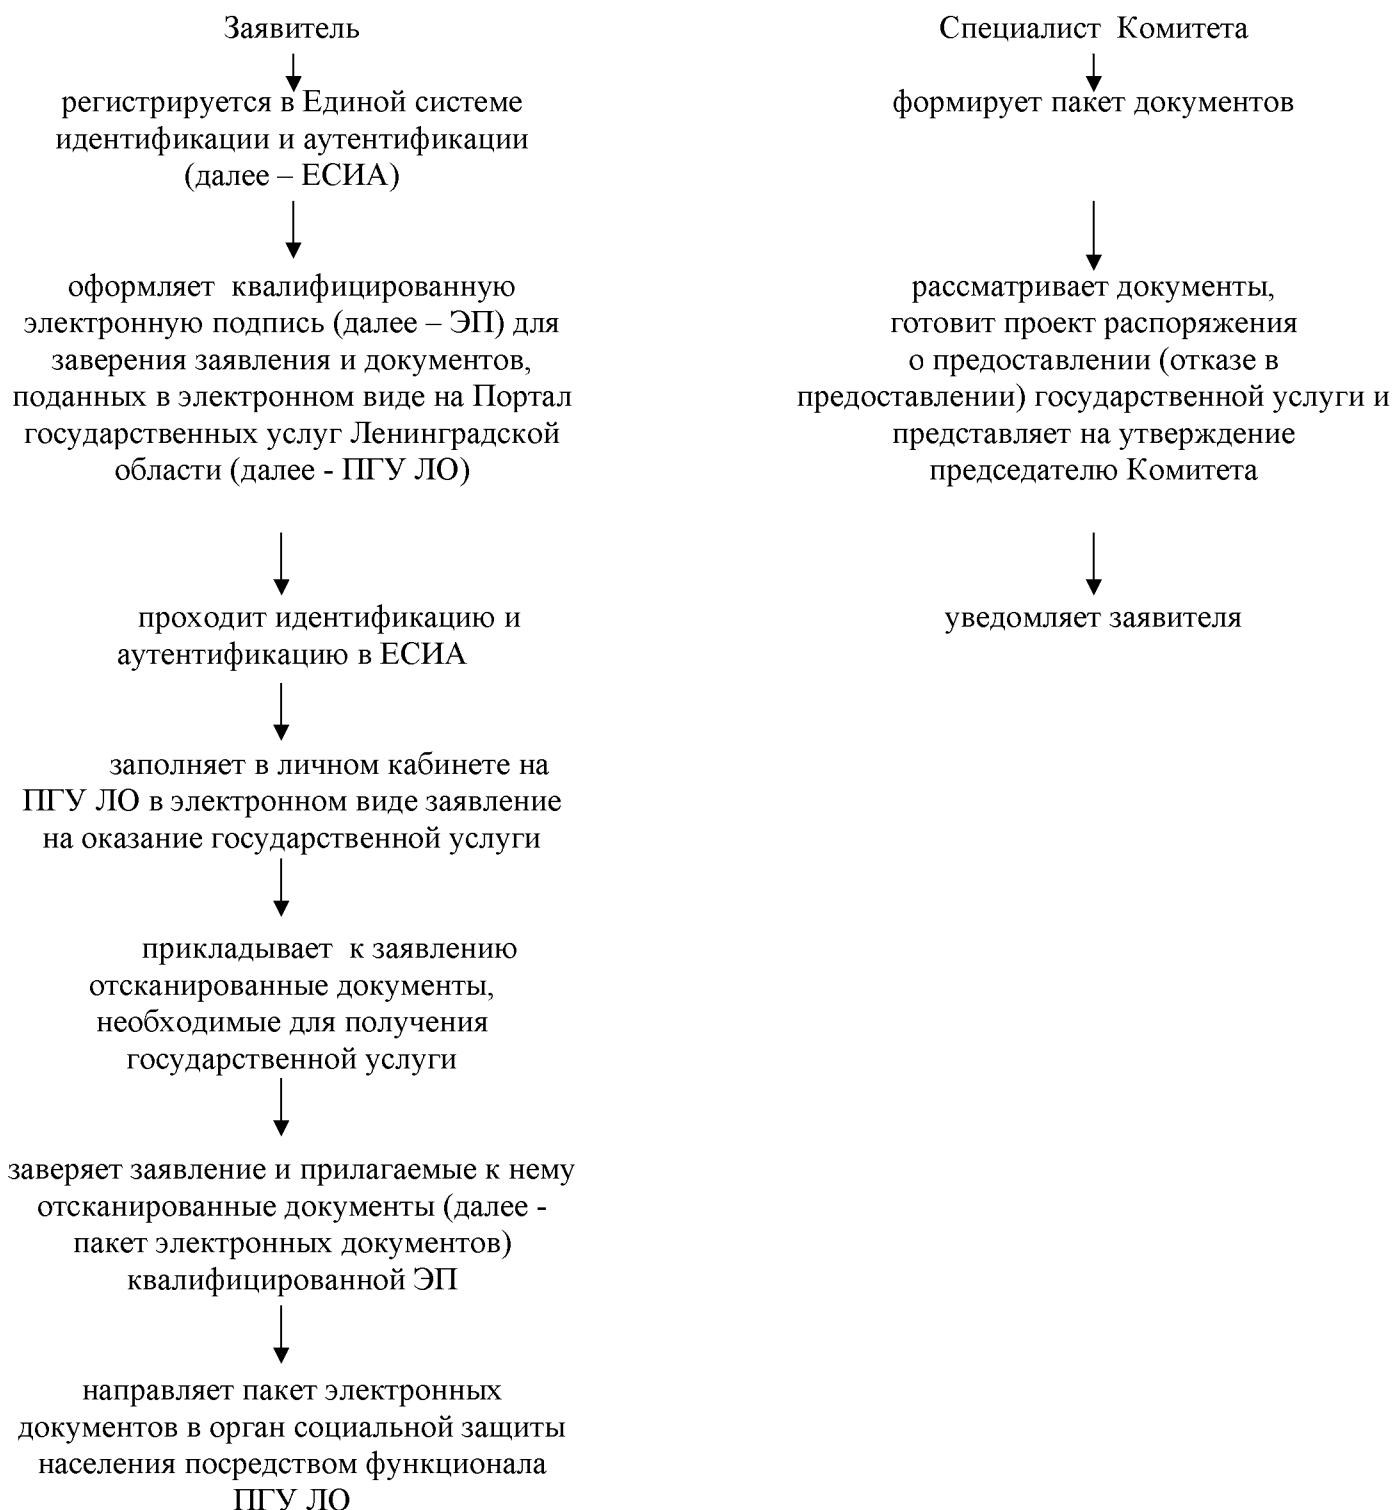 Заявитель
регистрируется в Единой системе
идентификации и аутентификации
(далее – ЕСИА)
оформляет квалифицированную
электронную подпись (далее – ЭП) для
заверения заявления и документов,
поданных в электронном виде на Портал
государственных услуг Ленинградской
области (далее - ПГУ ЛО)
проходит идентификацию и
аутентификацию в ЕСИА
заполняет в личном кабинете на
ПГУ ЛО в электронном виде заявление
на оказание государственной услуги
прикладывает к заявлению
отсканированные документы,
необходимые для получения
государственной услуги
заверяет заявление и прилагаемые к нему
отсканированные документы (далее -
пакет электронных документов)
квалифицированной ЭП
направляет пакет электронных
документов в орган социальной защиты
населения посредством функционала
ПГУ ЛО
Специалист Комитета
формирует пакет документов
рассматривает документы,
готовит проект распоряжения
о предоставлении (отказе в
предоставлении) государственной услуги и
представляет на утверждение
председателю Комитета
уведомляет заявителя